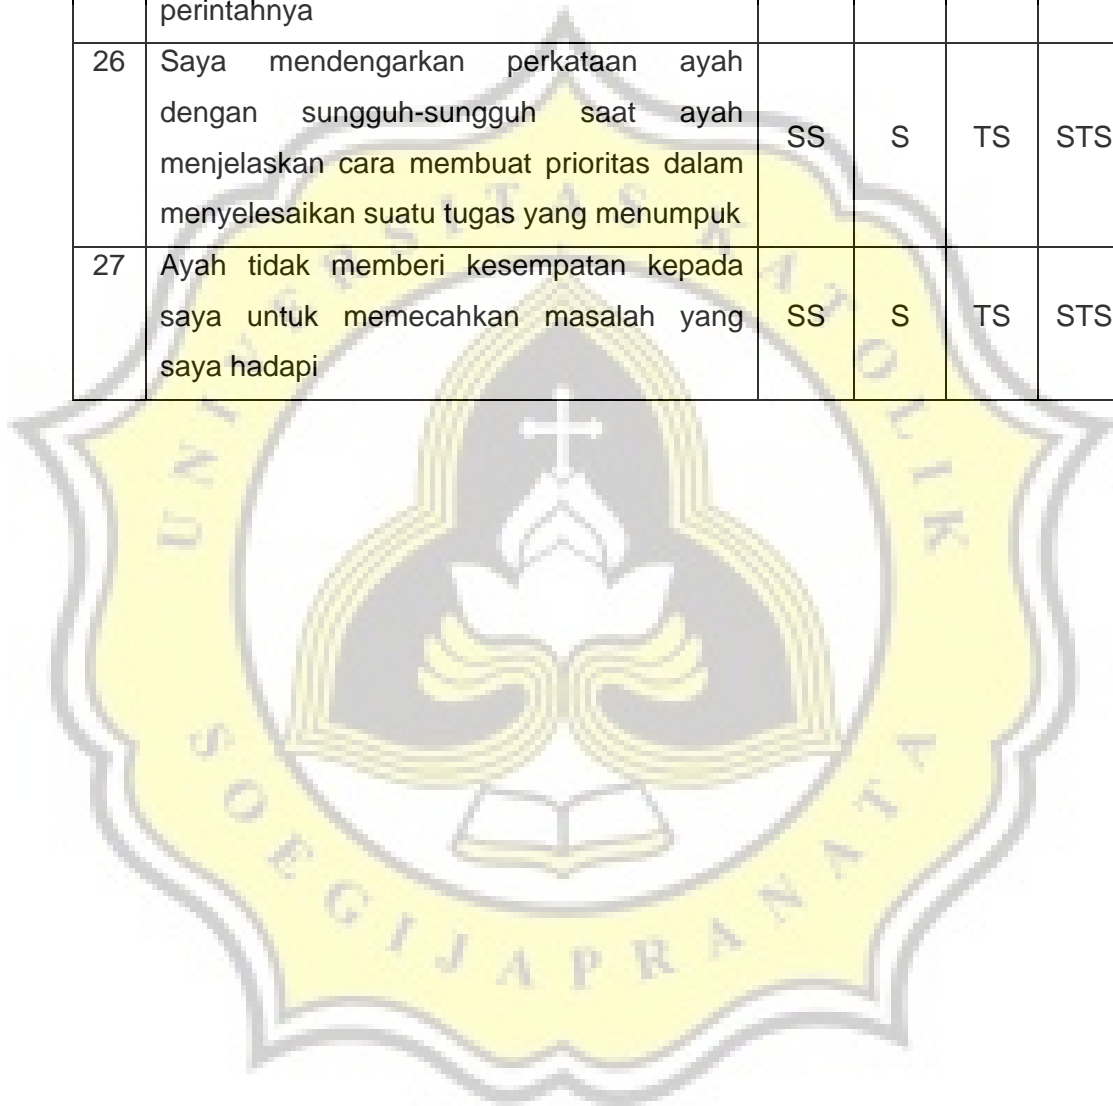 perintahnya
26 Saya mendengarkan perkataan ayah
dengan sungguh-sungguh saat ayah
menjelaskan cara membuat prioritas dalam
menyelesaikan suatu tugas yang menumpuk
SS S TS STS
27 Ayah tidak memberi kesempatan kepada
saya untuk memecahkan masalah yang
saya hadapi
SS S TS STS
UNIVERSITAS KATOLIK
SOEGIJAPRANATA